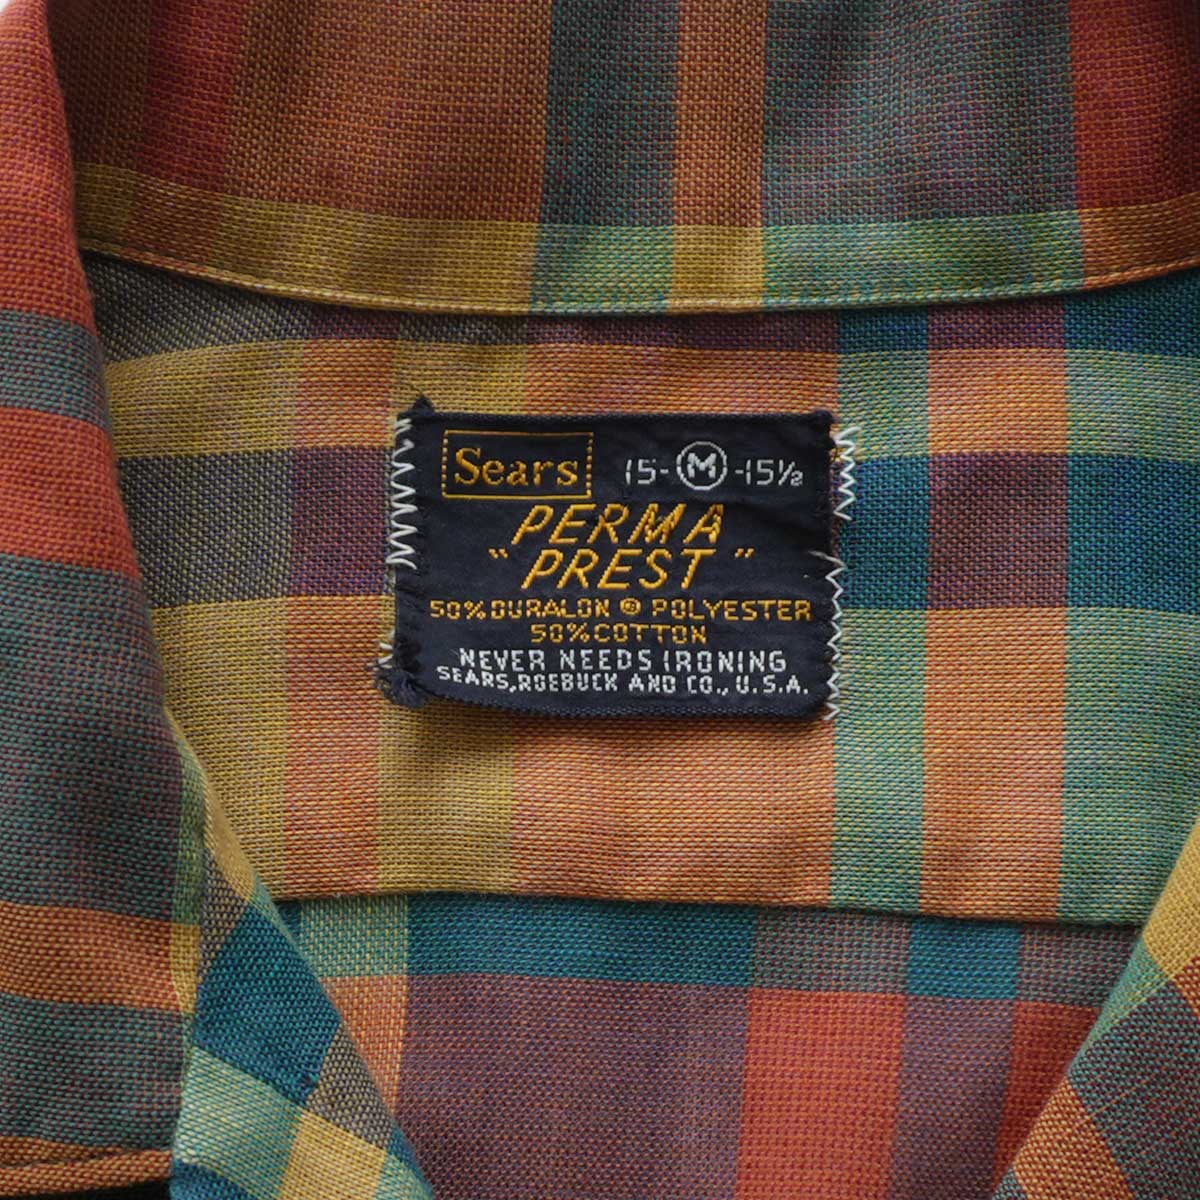 Sears 15-M-15½
PERMA
"PREST"
50% DURALON ® POLYESTER
50% COTTON
NEVER NEEDS IRONING
SEARS, ROEBUCK AND CO., U.S.A.